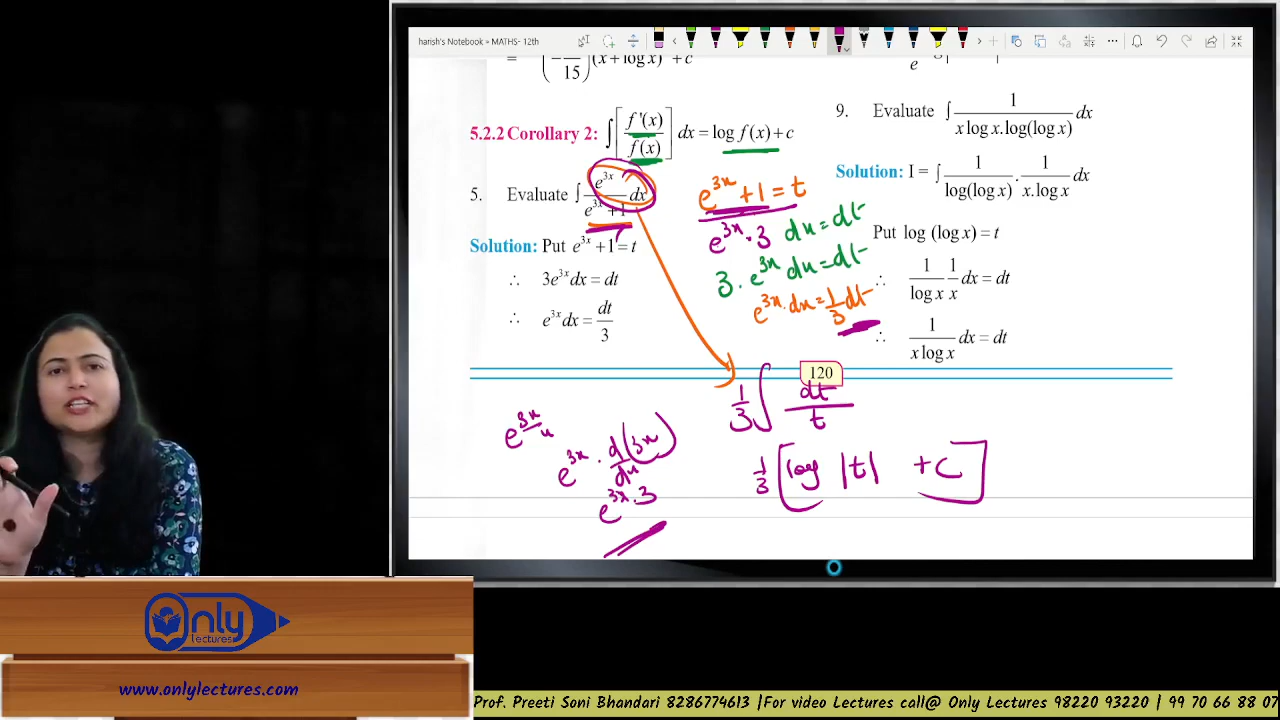 harish's Notebook » MATHS- 12th
= (−‾/15)(x + log x) + c
e
5.2.2 Corollary 2: ∫[f'(x)/f(x)] dx = log f(x) + c
5. Evaluate ∫ e^{3x}/(e^{3x} + 1) dx
Solution: Put e^{3x} + 1 = t
∴ 3e^{3x}dx = dt
∴ e^{3x}dx = dt/3
e^{3x} + 1 = t
e^{3x} · 3 dx = dt
3 · e^{3x} dx = dt
e^{3x} · dx = 1/3 dt
9. Evaluate ∫ 1/(x log x. log (log x)) dx
Solution: I = ∫ 1/(log(log x)) . 1/(x.log x) dx
Put log (log x) = t
∴ 1/(log x) 1/x dx = dt
∴ 1/(x log x) dx = dt
120
1/3 ∫ dt/t
1/3 [log |t| + c]
e^{3x}
e^{3x} · d/dx (3x)
e^{3x} · 3
Only
lectures
www.onlylectures.com
Prof. Preeti Soni Bhandari 8286774613 |For video Lectures call@ Only Lectures 98220 93220 | 99 70 66 88 07